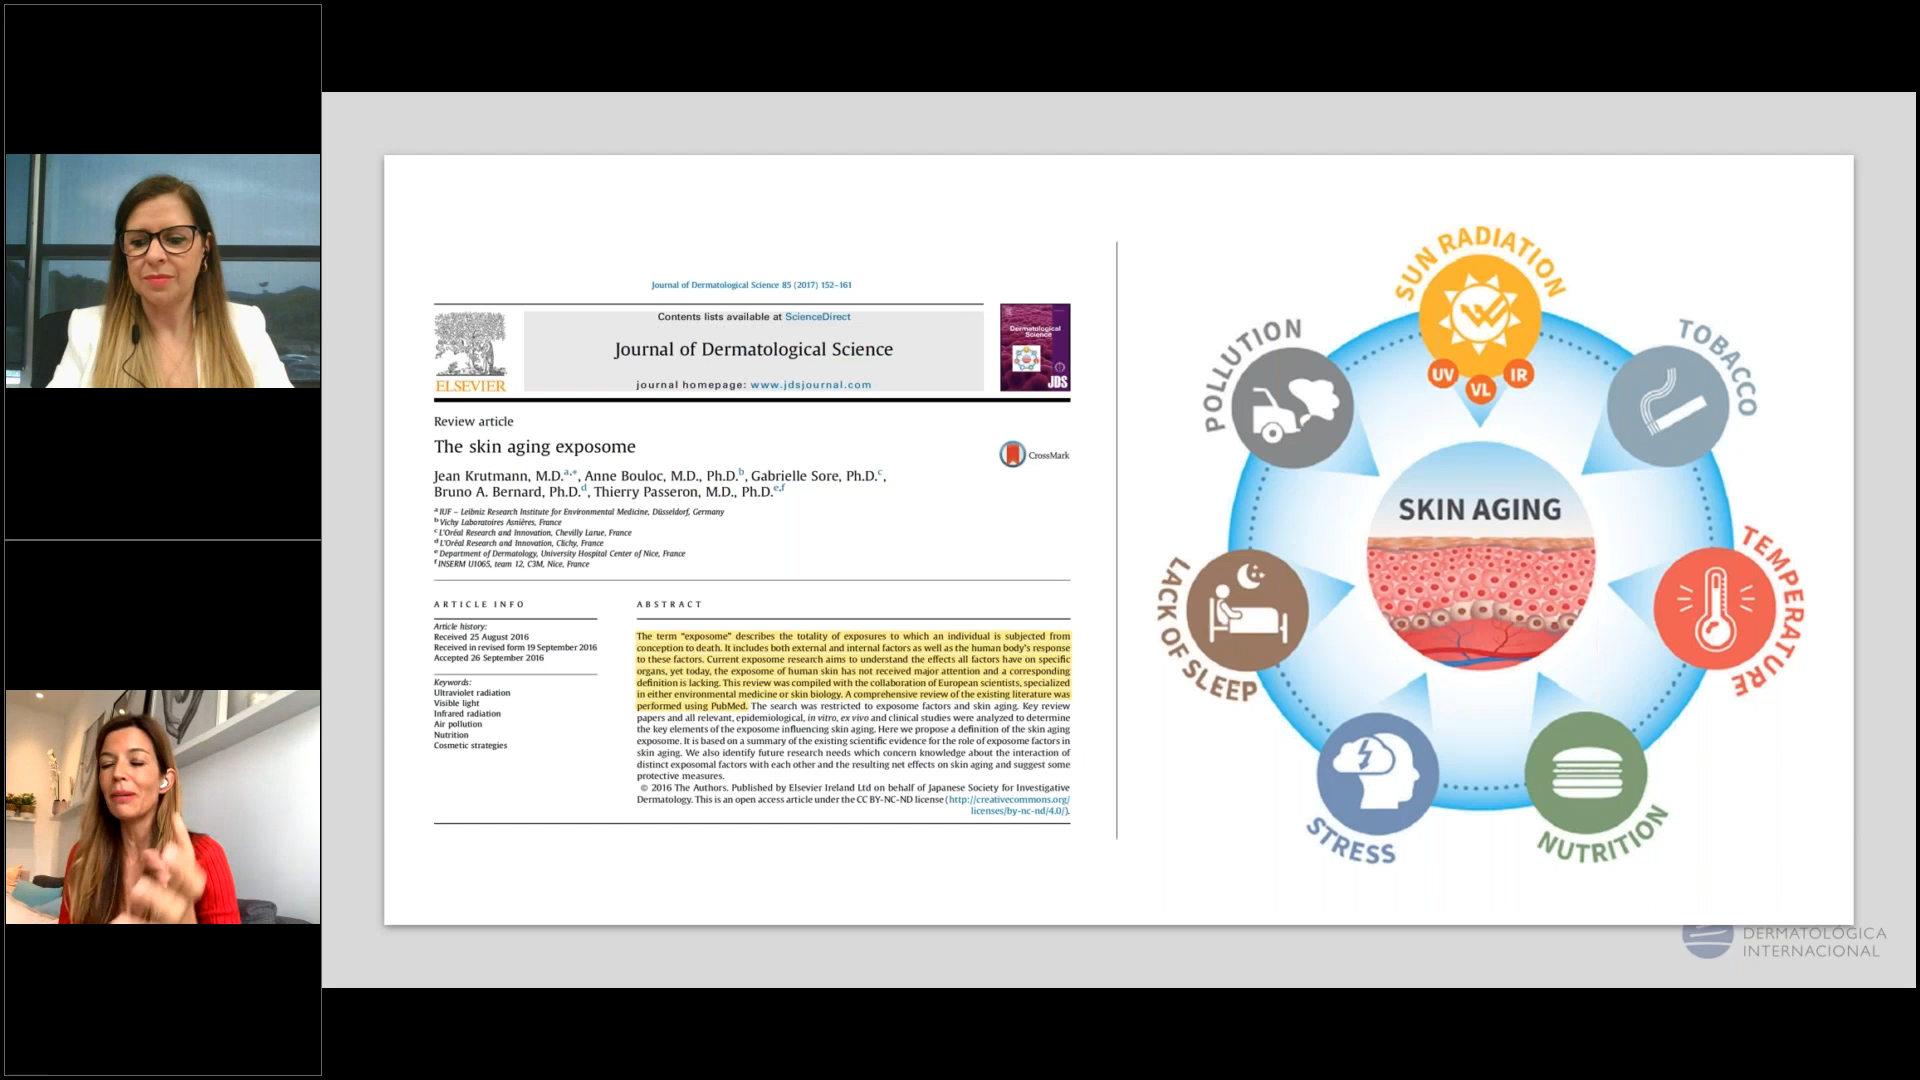 Journal of Dermatological Science 85 (2017) 152–161
Contents lists available at ScienceDirect
Journal of Dermatological Science
journal homepage: www.jdsjournal.com
ELSEVIER
Dermatological
Science
JDS
Review article
The skin aging exposome
CrossMark
Jean Krutmann, M.D.a,*, Anne Bouloc, M.D., Ph.D.b, Gabrielle Sore, Ph.D.c,
Bruno A. Bernard, Ph.D.d, Thierry Passeron, M.D., Ph.D.e,f
a IUF – Leibniz Research Institute for Environmental Medicine, Düsseldorf, Germany
b Vichy Laboratoires Asnières, France
c L'Oréal Research and Innovation, Chevilly Larue, France
d L'Oréal Research and Innovation, Clichy, France
e Department of Dermatology, University Hospital Center of Nice, France
f INSERM U1065, team 12, C3M, Nice, France
ARTICLE INFO
Article history:
Received 25 August 2016
Received in revised form 19 September 2016
Accepted 26 September 2016
Keywords:
Ultraviolet radiation
Visible light
Infrared radiation
Air pollution
Nutrition
Cosmetic strategies
ABSTRACT
The term “exposome” describes the totality of exposures to which an individual is subjected from
conception to death. It includes both external and internal factors as well as the human body's response
to these factors. Current exposome research aims to understand the effects all factors have on specific
organs, yet today, the exposome of human skin has not received major attention and a corresponding
definition is lacking. This review was compiled with the collaboration of European scientists, specialized
in either environmental medicine or skin biology. A comprehensive review of the existing literature was
performed using PubMed. The search was restricted to exposome factors and skin aging. Key review
papers and all relevant, epidemiological, in vitro, ex vivo and clinical studies were analyzed to determine
the key elements of the exposome influencing skin aging. Here we propose a definition of the skin aging
exposome. It is based on a summary of the existing scientific evidence for the role of exposome factors in
skin aging. We also identify future research needs which concern knowledge about the interaction of
distinct exposomal factors with each other and the resulting net effects on skin aging and suggest some
protective measures.
© 2016 The Authors. Published by Elsevier Ireland Ltd on behalf of Japanese Society for Investigative
Dermatology. This is an open access article under the CC BY-NC-ND license (http://creativecommons.org/
licenses/by-nc-nd/4.0/).
SUN RADIATION
UV
VL
IR
POLLUTION
TOBACCO
SKIN AGING
LACK OF SLEEP
TEMPERATURE
STRESS
NUTRITION
DERMATOLÓGICA
INTERNACIONAL